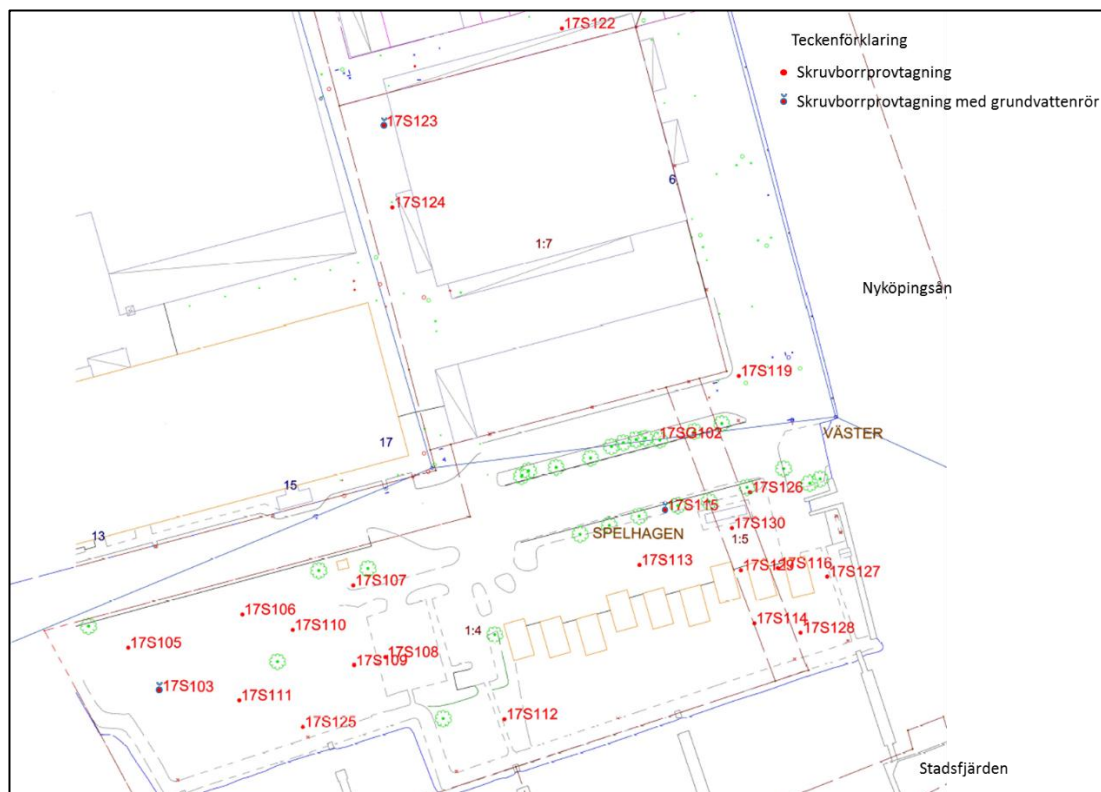 17S122
Teckenförklaring
Skruvborrprovtagning
Skruvborrprovtagning med grundvattenrör
17S123
6
17S124
1:7
Nyköpingsån
17S119
17SG102
VÄSTER
17
15
17S126
17S115
13
SPELHAGEN
17S130
1:5
17S113
17S129
17S116
17S127
17S107
17S106
17S110
17S114
17S128
1:4
17S105
17S108
17S109
17S103
17S111
17S112
17S125
Stadsfjärden